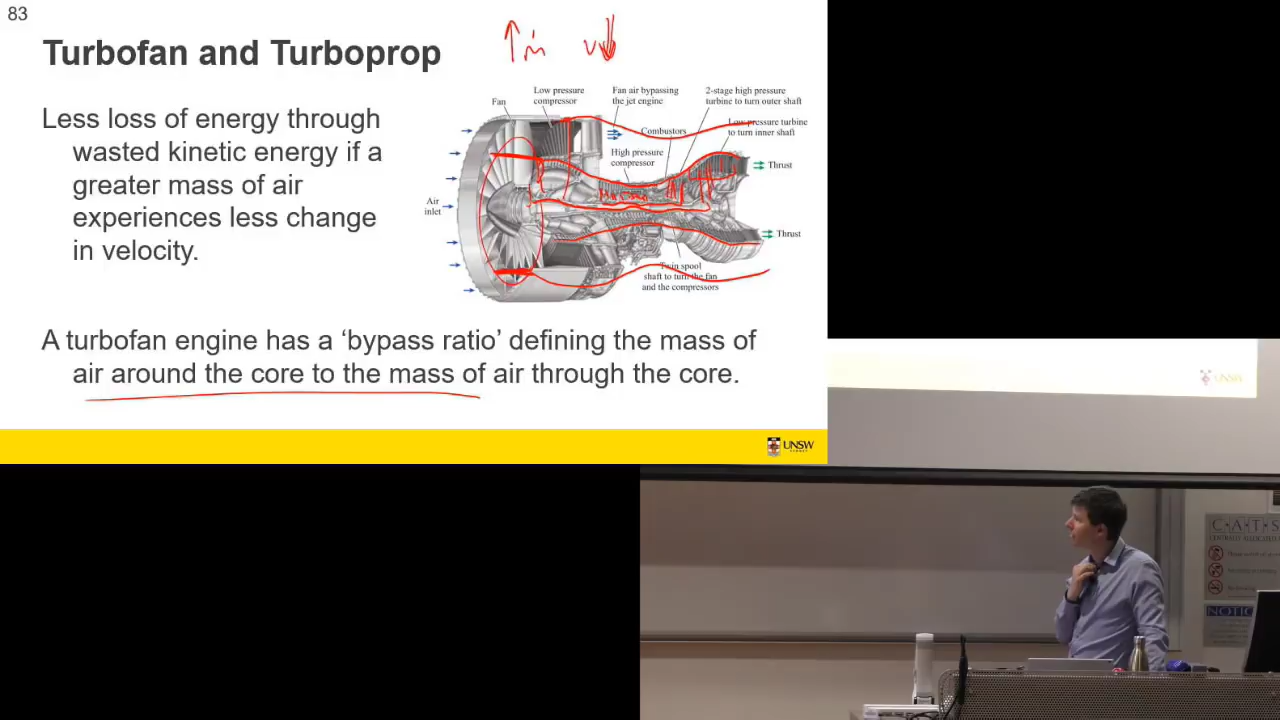 83
Turbofan and Turboprop
↑ṁ v↓
Less loss of energy through
wasted kinetic energy if a
greater mass of air
experiences less change
in velocity.
Fan
Low pressure
compressor
Fan air bypassing
the jet engine
2-stage high pressure
turbine to turn outer shaft
Combustors
Low pressure turbine
to turn inner shaft
High pressure
compressor
Thrust
Air
inlet
Thrust
Twin spool
shaft to turn the fan
and the compressors
A turbofan engine has a ‘bypass ratio’ defining the mass of
air around the core to the mass of air through the core.
UNSW
SYDNEY
UNSW
CATS
NOTIC